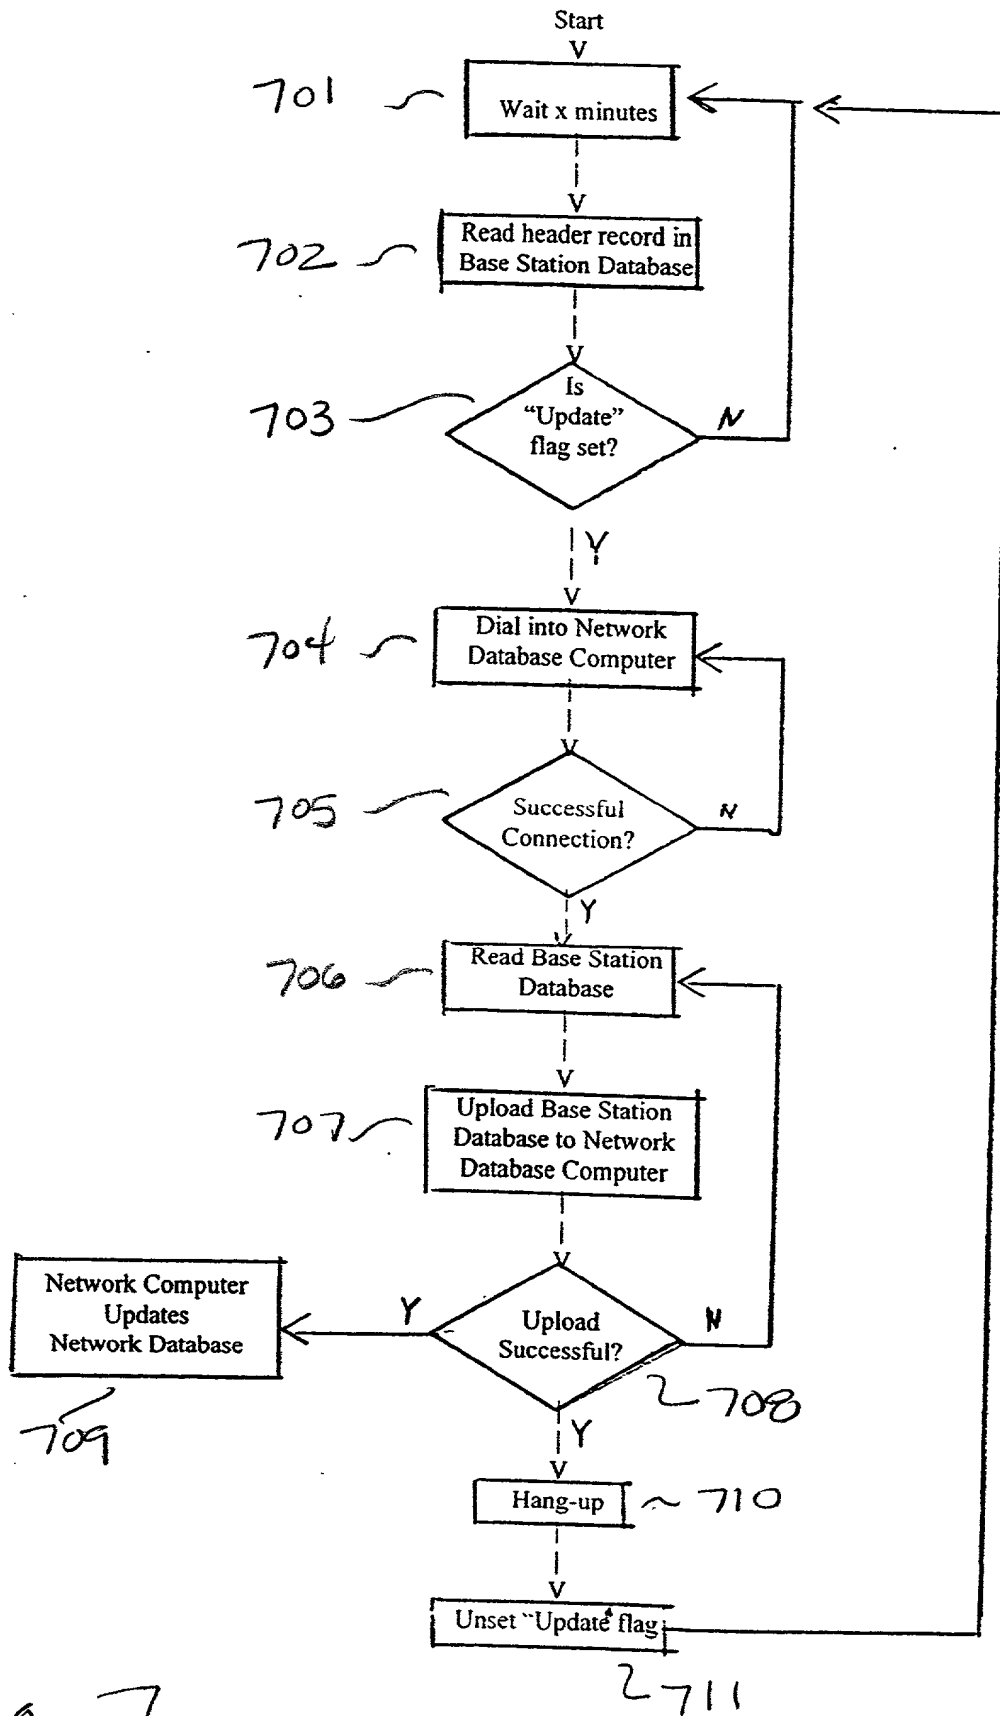 Start
701
Wait x minutes
702
Read header record in
Base Station Database
703
Is
“Update”
flag set?
N
Y
704
Dial into Network
Database Computer
705
Successful
Connection?
N
Y
706
Read Base Station
Database
707
Upload Base Station
Database to Network
Database Computer
Network Computer
Updates
Network Database
709
Y
Upload
Successful?
N
708
Y
Hang-up
710
Unset “Update” flag
711
7